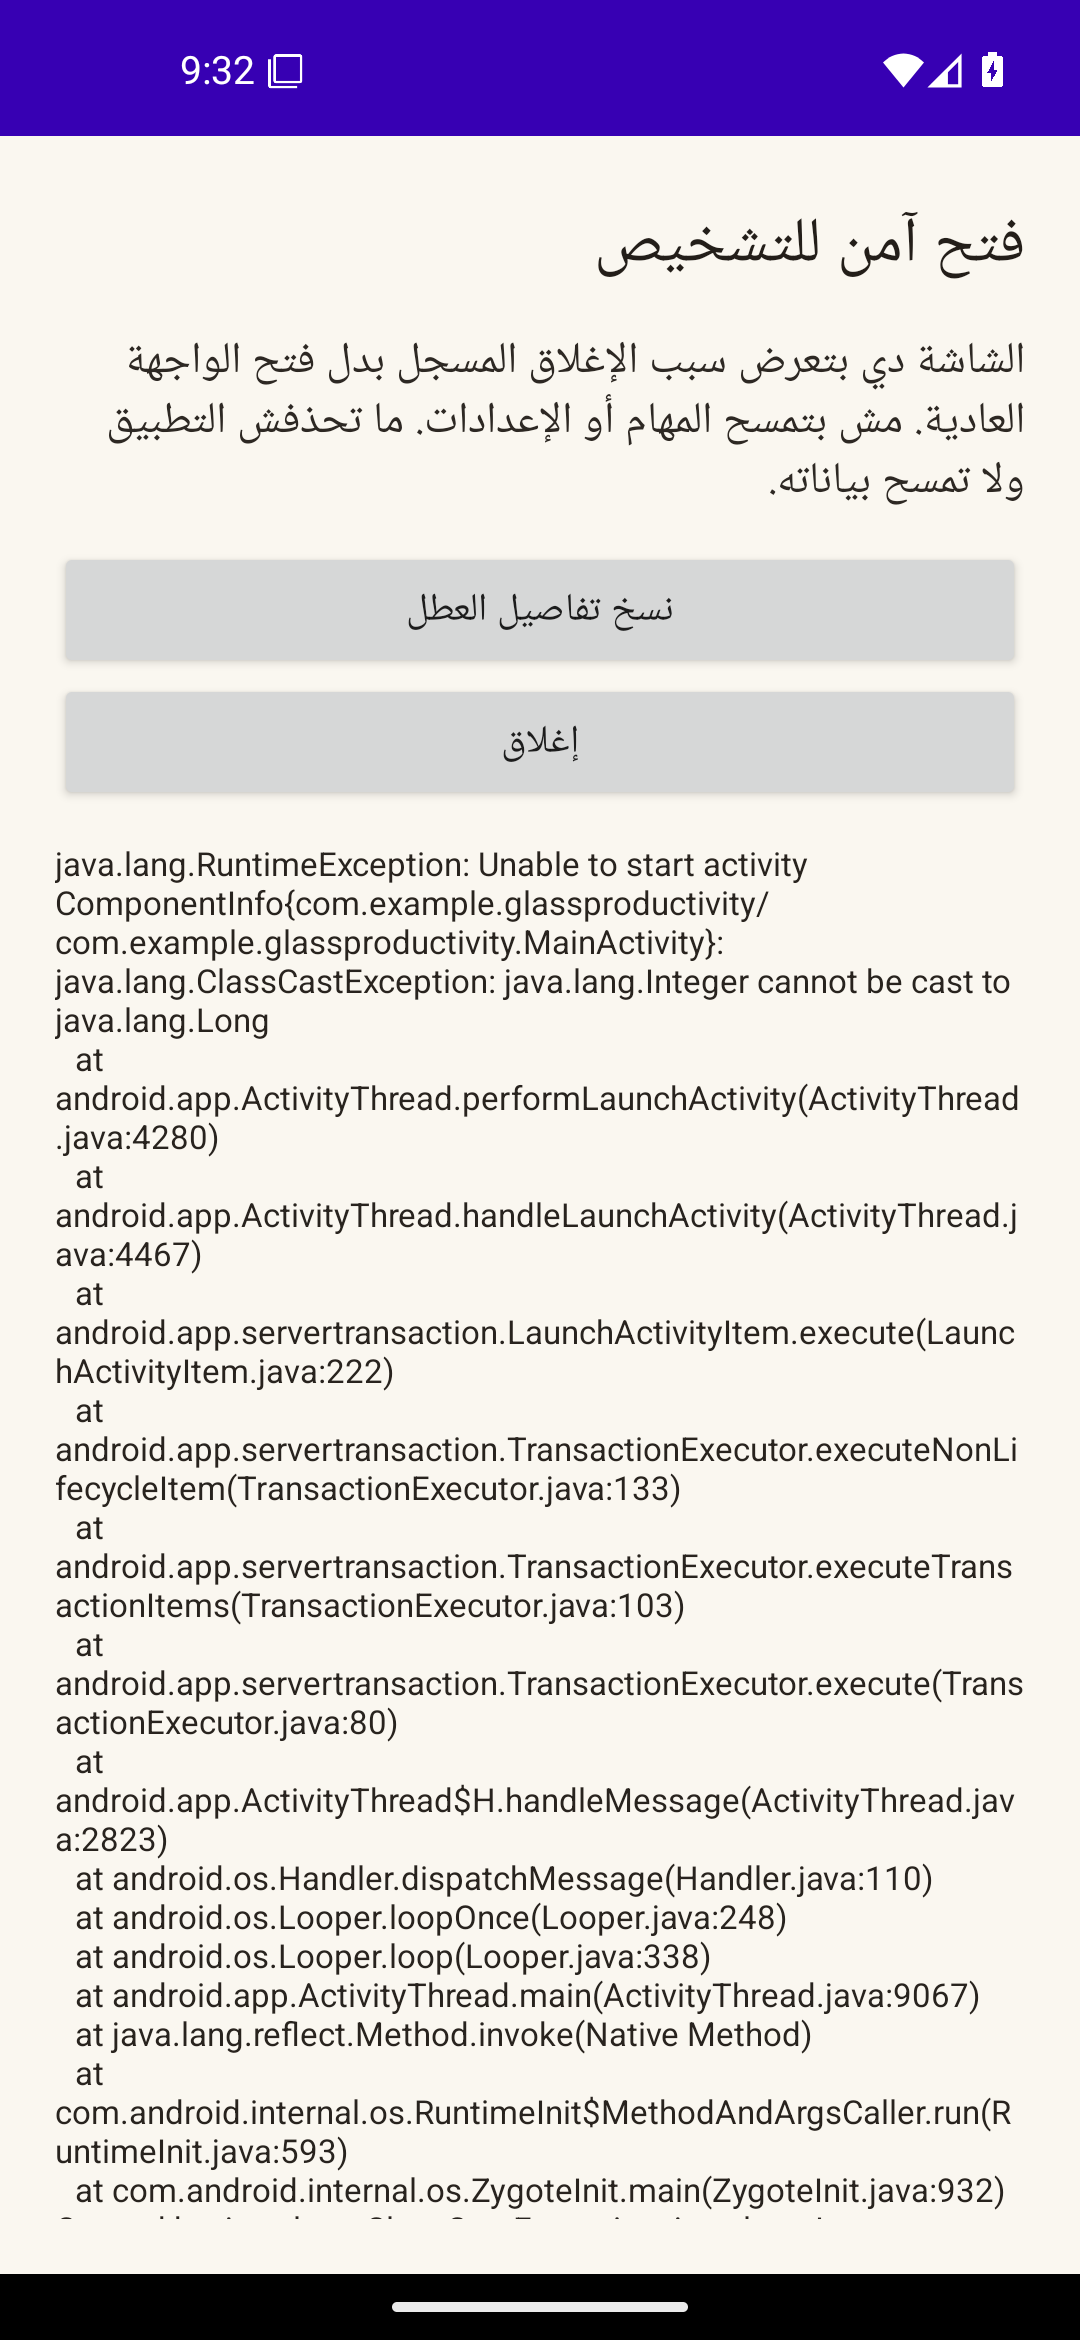 9:32
فتح آمن للتشخيص
الشاشة دي بتعرض سبب الإغلاق المسجل بدل فتح الواجهة
العادية. مش بتمسح المهام أو الإعدادات. ما تحذفش التطبيق
ولا تمسح بياناته.
نسخ تفاصيل العطل
إغلاق
java.lang.RuntimeException: Unable to start activity
ComponentInfo{com.example.glassproductivity/
com.example.glassproductivity.MainActivity}:
java.lang.ClassCastException: java.lang.Integer cannot be cast to
java.lang.Long
at
android.app.ActivityThread.performLaunchActivity(ActivityThread
.java:4280)
at
android.app.ActivityThread.handleLaunchActivity(ActivityThread.j
ava:4467)
at
android.app.servertransaction.LaunchActivityItem.execute(Launc
hActivityItem.java:222)
at
android.app.servertransaction.TransactionExecutor.executeNonLi
fecycleItem(TransactionExecutor.java:133)
at
android.app.servertransaction.TransactionExecutor.executeTrans
actionItems(TransactionExecutor.java:103)
at
android.app.servertransaction.TransactionExecutor.execute(Trans
actionExecutor.java:80)
at
android.app.ActivityThread$H.handleMessage(ActivityThread.jav
a:2823)
at android.os.Handler.dispatchMessage(Handler.java:110)
at android.os.Looper.loopOnce(Looper.java:248)
at android.os.Looper.loop(Looper.java:338)
at android.app.ActivityThread.main(ActivityThread.java:9067)
at java.lang.reflect.Method.invoke(Native Method)
at
com.android.internal.os.RuntimeInit$MethodAndArgsCaller.run(R
untimeInit.java:593)
at com.android.internal.os.ZygoteInit.main(ZygoteInit.java:932)